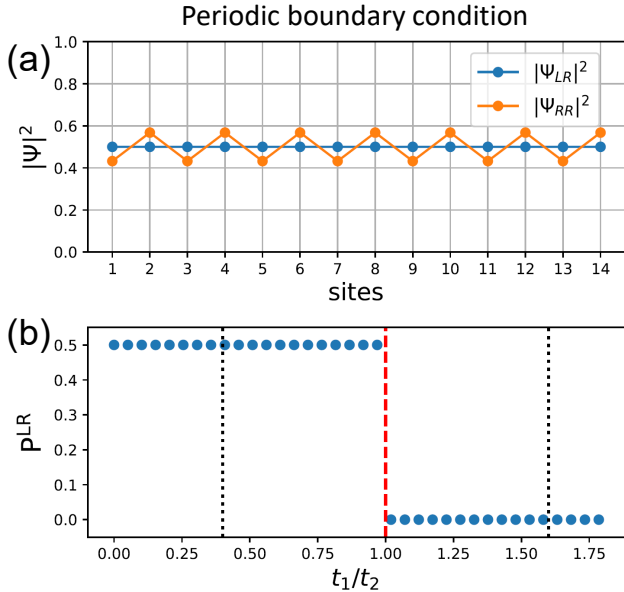 Periodic boundary condition
(a)
1.0
0.8
0.6
0.4
0.2
0.0
|Ψ|²
|Ψ_LR|²
|Ψ_RR|²
1 2 3 4 5 6 7 8 9 10 11 12 13 14
sites
(b)
0.5
0.4
0.3
0.2
0.1
0.0
P^LR
0.00 0.25 0.50 0.75 1.00 1.25 1.50 1.75
t₁/t₂